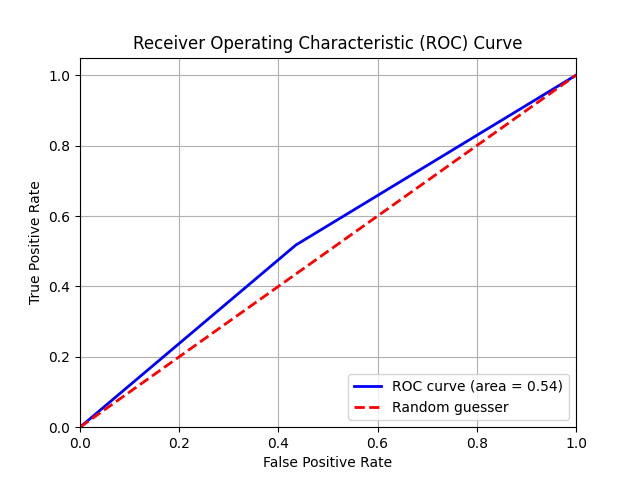 Receiver Operating Characteristic (ROC) Curve
True Positive Rate
1.0
0.8
0.6
0.4
0.2
0.0
0.0 0.2 0.4 0.6 0.8 1.0
False Positive Rate
ROC curve (area = 0.54)
Random guesser